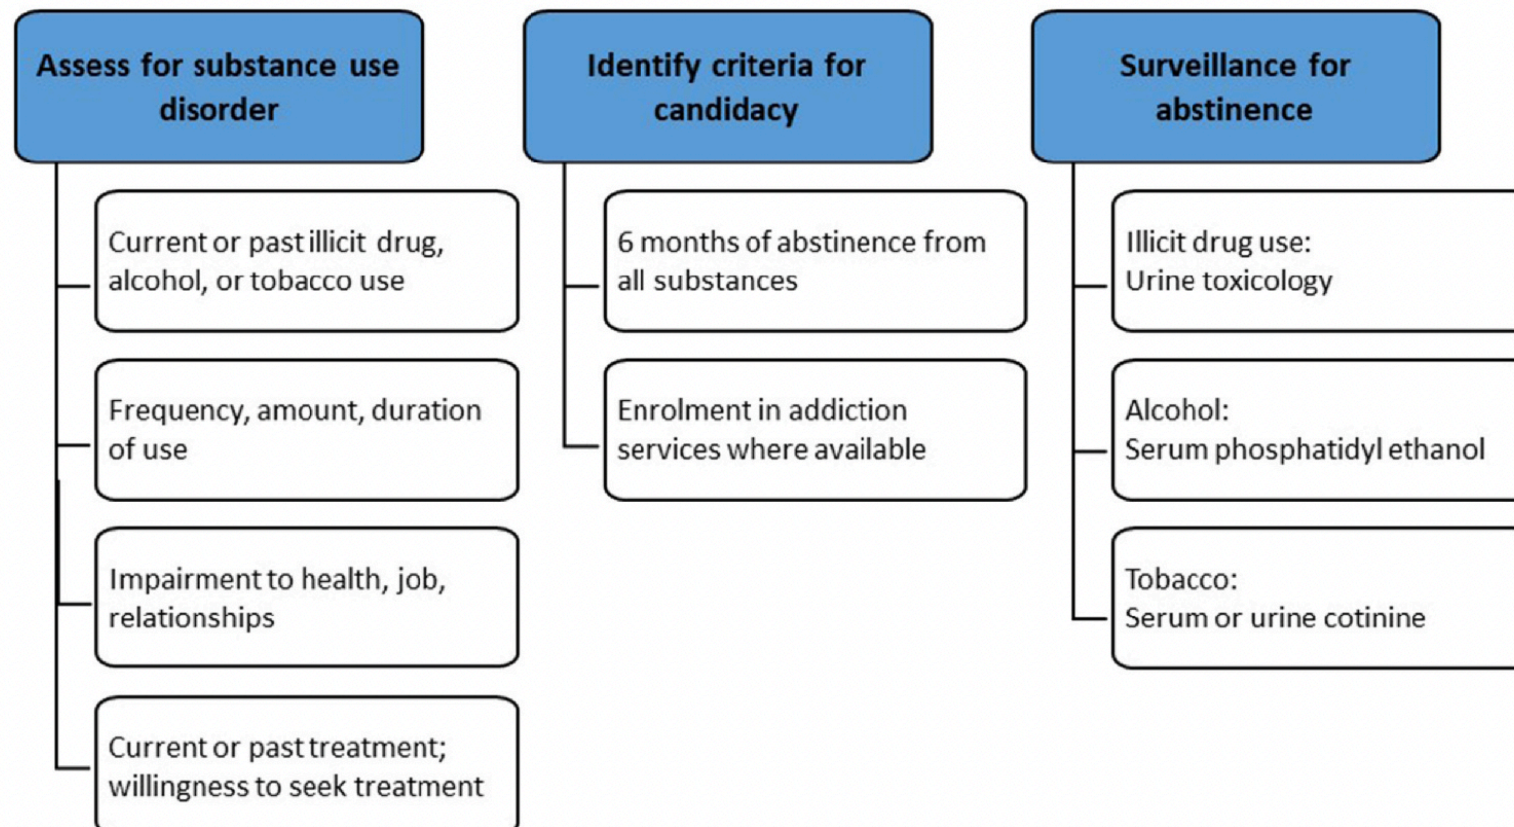 Assess for substance use
disorder
Current or past illicit drug,
alcohol, or tobacco use
Frequency, amount, duration
of use
Impairment to health, job,
relationships
Current or past treatment;
willingness to seek treatment
Identify criteria for
candidacy
6 months of abstinence from
all substances
Enrolment in addiction
services where available
Surveillance for
abstinence
Illicit drug use:
Urine toxicology
Alcohol:
Serum phosphatidyl ethanol
Tobacco:
Serum or urine cotinine